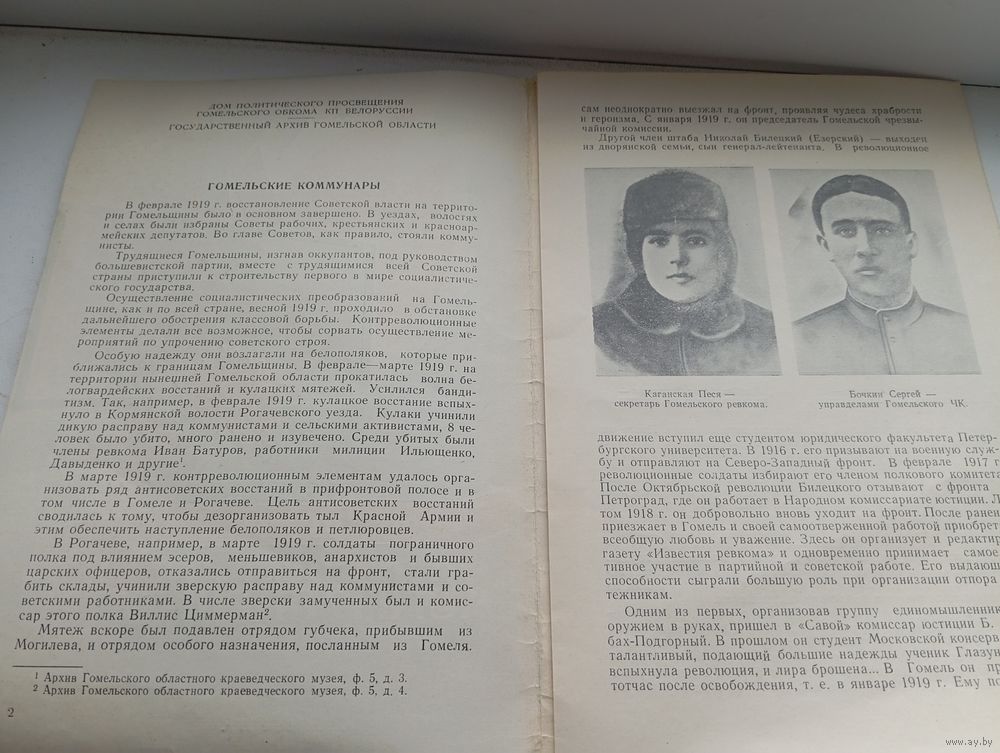 ДОМ ПОЛИТИЧЕСКОГО ПРОСВЕЩЕНИЯ
ГОМЕЛЬСКОГО ОБКОМА КП БЕЛОРУССИИ
ГОСУДАРСТВЕННЫЙ АРХИВ ГОМЕЛЬСКОЙ ОБЛАСТИ
ГОМЕЛЬСКИЕ КОММУНАРЫ
В феврале 1919 г. восстановление Советской власти на террито-
рии Гомельщины было в основном завершено. В уездах, волостях
и селах были избраны Советы рабочих, крестьянских и красноар-
мейских депутатов. Во главе Советов, как правило, стояли комму-
нисты.
Трудящиеся Гомельщины, изгнав оккупантов, под руководством
большевистской партии, вместе с трудящимися всей Советской
страны приступили к строительству первого в мире социалистиче-
ского государства.
Осуществление социалистических преобразований на Гомель-
щине, как и по всей стране, весной 1919 г. проходило в обстановке
дальнейшего обострения классовой борьбы. Контрреволюционные
элементы делали все возможное, чтобы сорвать осуществление ме-
роприятий по упрочению советского строя.
Особую надежду они возлагали на белополяков, которые при-
ближались к границам Гомельщины. В феврале—марте 1919 г. на
территории нынешней Гомельской области прокатилась волна бе-
логвардейских восстаний и кулацких мятежей. Усилился банди-
тизм. Так, например, в феврале 1919 г. кулацкое восстание вспых-
нуло в Кормянской волости Рогачевского уезда. Кулаки учинили
дикую расправу над коммунистами и сельскими активистами, 8 че-
ловек было убито, много ранено и изувечено. Среди убитых были
члены ревкома Иван Батуров, работники милиции Ильющенко,
Давыденко и другие¹.
В марте 1919 г. контрреволюционным элементам удалось орга-
низовать ряд антисоветских восстаний в прифронтовой полосе и в
том числе в Гомеле и Рогачеве. Цель антисоветских восстаний
сводилась к тому, чтобы дезорганизовать тыл Красной Армии и
этим обеспечить наступление белополяков и петлюровцев.
В Рогачеве, например, в марте 1919 г. солдаты пограничного
полка под влиянием эсеров, меньшевиков, анархистов и бывших
царских офицеров, отказались отправиться на фронт, стали гра-
бить склады, учинили зверскую расправу над коммунистами и со-
ветскими работниками. В числе зверски замученных был и комис-
сар этого полка Виллис Циммерман².
Мятеж вскоре был подавлен отрядом губчека, прибывшим из
Могилева, и отрядом особого назначения, посланным из Гомеля.
¹ Архив Гомельского областного краеведческого музея, ф. 5, д. 3.
² Архив Гомельского областного краеведческого музея, ф. 5, д. 4.
2
сам неоднократно выезжал на фронт, проявляя чудеса храбрости
и героизма. С января 1919 г. он председатель Гомельской чрезвы-
чайной комиссии.
Другой член штаба Николай Билецкий (Езерский) — выходец
из дворянской семьи, сын генерал-лейтенанта. В революционное
Каганская Песя —
секретарь Гомельского ревкома.
Бочкин Сергей —
управделами Гомельского ЧК.
движение вступил еще студентом юридического факультета Петер-
бургского университета. В 1916 г. его призывают на военную служ-
бу и отправляют на Северо-Западный фронт. В феврале 1917 г.
революционные солдаты избирают его членом полкового комитета
После Октябрьской революции Билецкого отзывают с фронта
Петроград, где он работает в Народном комиссариате юстиции. Л
том 1918 г. он добровольно вновь уходит на фронт. После ранен
приезжает в Гомель и своей самоотверженной работой приобрет
всеобщую любовь и уважение. Здесь он организует и редактир
газету «Известия ревкома» и одновременно принимает самое
тивное участие в партийной и советской работе. Его выдающ
способности сыграли большую роль при организации отпора
тежникам.
Одним из первых, организовав группу единомышленник
оружием в руках, пришел в «Савой» комиссар юстиции Б.
бах-Подгорный. В прошлом он студент Московской консерв
талантливый, подающий большие надежды ученик Глазун
вспыхнула революция, и лира брошена... В Гомель он пр
тотчас после освобождения, т. е. в январе 1919 г. Ему по
www.ay.by